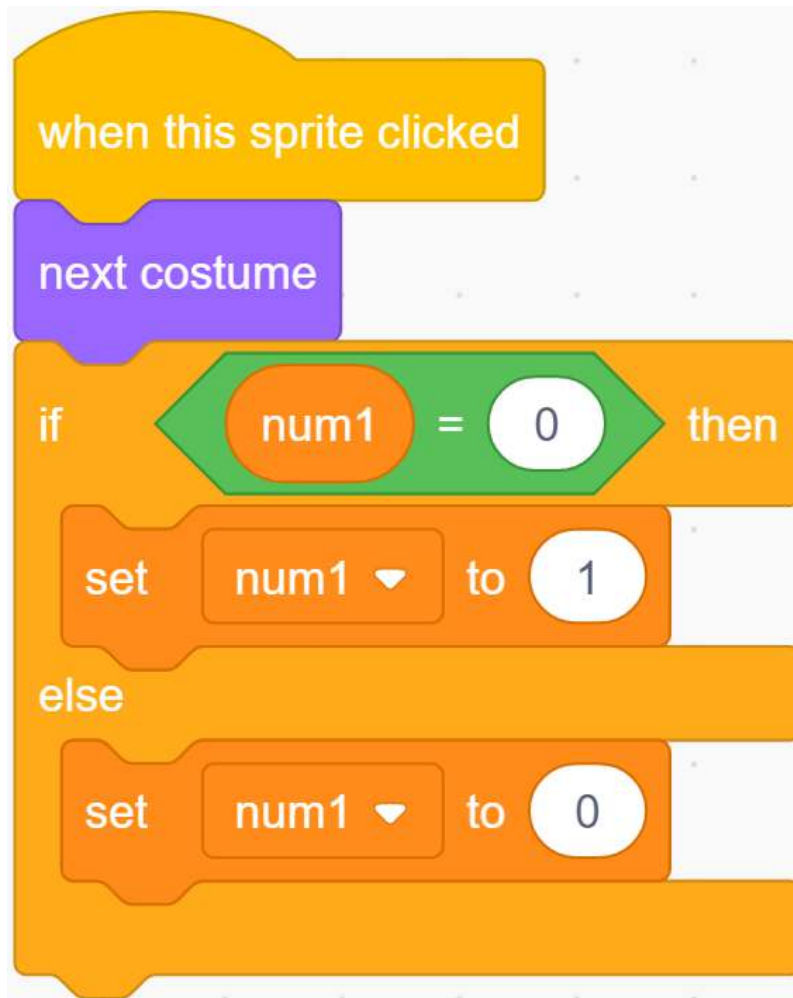 when this sprite clicked
next costume
if num1 = 0 then
set num1 to 1
else
set num1 to 0